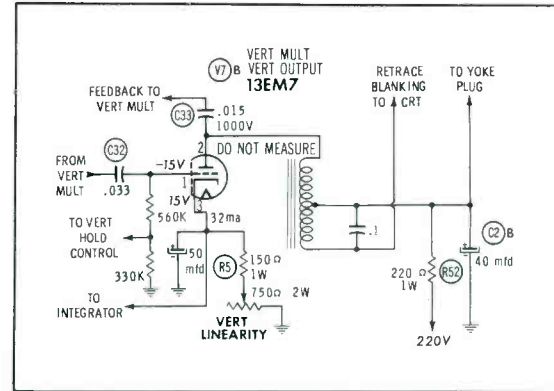 V7 B
VERT MULT
VERT OUTPUT
13EM7
FEEDBACK TO
VERT MULT
C33
.015
1000V
RETRACE
BLANKING
TO CRT
TO YOKE
PLUG
2
DO NOT MEASURE
C32
-15V
FROM
VERT
MULT
.033
1
15V
3
560K
32ma
TO VERT
HOLD
CONTROL
50
mfd
R5
150Ω
1W
.1
C2 B
40 mfd
220 Ω
1W
R52
330K
750Ω 2W
TO
INTEGRATOR
VERT
LINEARITY
220V